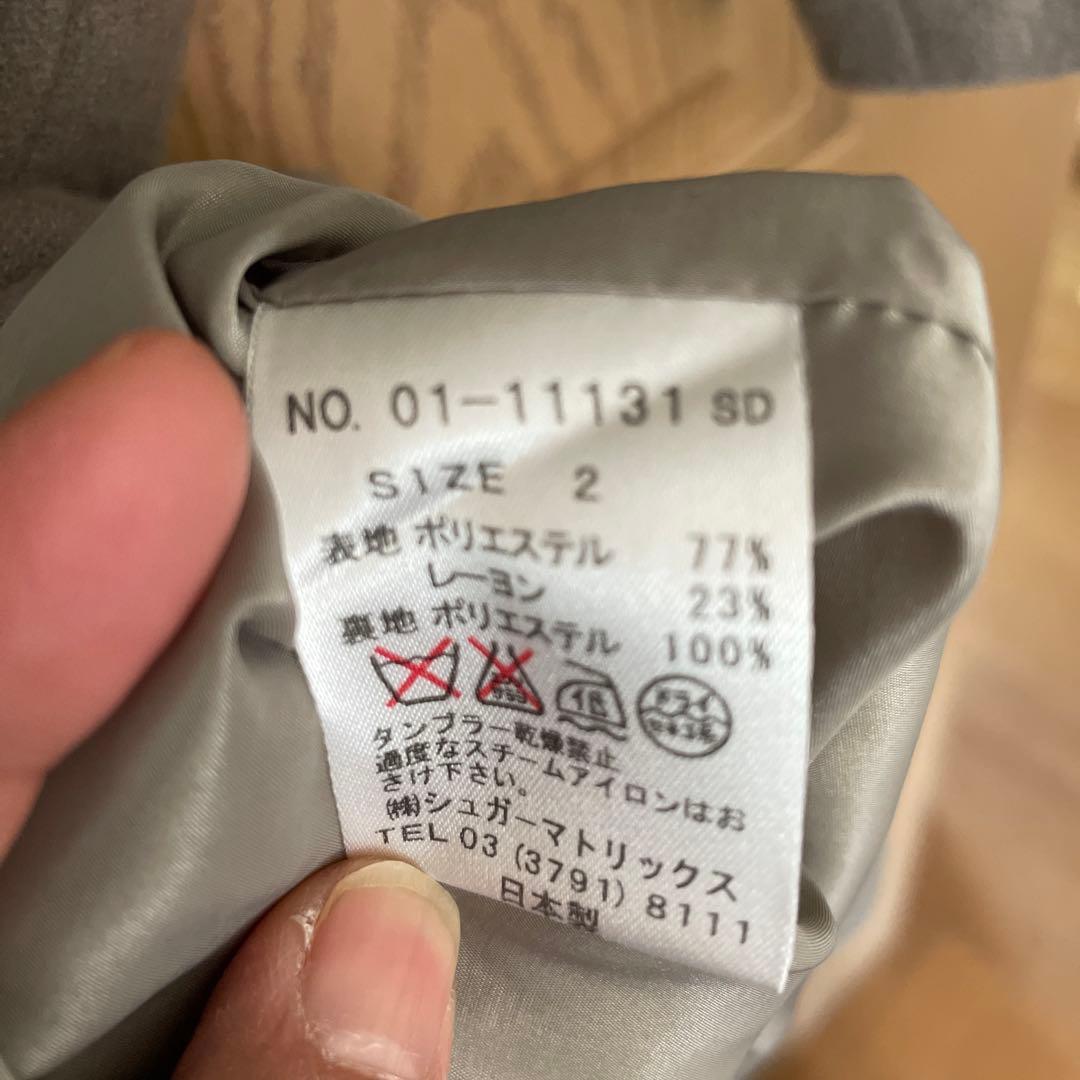 NO. 01-11131 SD
SIZE 2
表地 ポリエステル 77%
レーヨン 23%
裏地 ポリエステル 100%
ドライ
タンブラー乾燥禁止
過度なスチームアイロンはお
さけ下さい。
㈱シュガーマトリックス
TEL 03 (3791) 8111
日本製